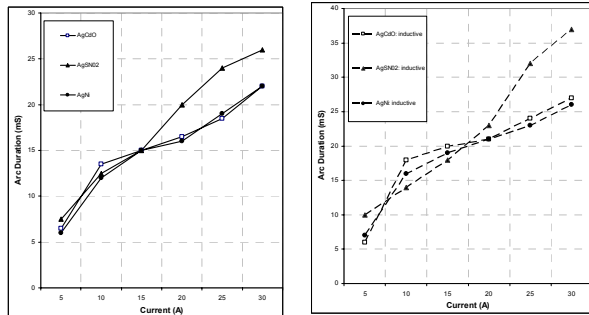 30
25
20
15
10
5
0
Arc Duration (mS)
AgCdO
AgSN02
AgNi
5 10 15 20 25 30
Current (A)
40
35
30
25
20
15
10
5
0
Arc Duration (mS)
AgCdO: inductive
AgSN02: inductive
AgNi: inductive
5 10 15 20 25 30
Current (A)